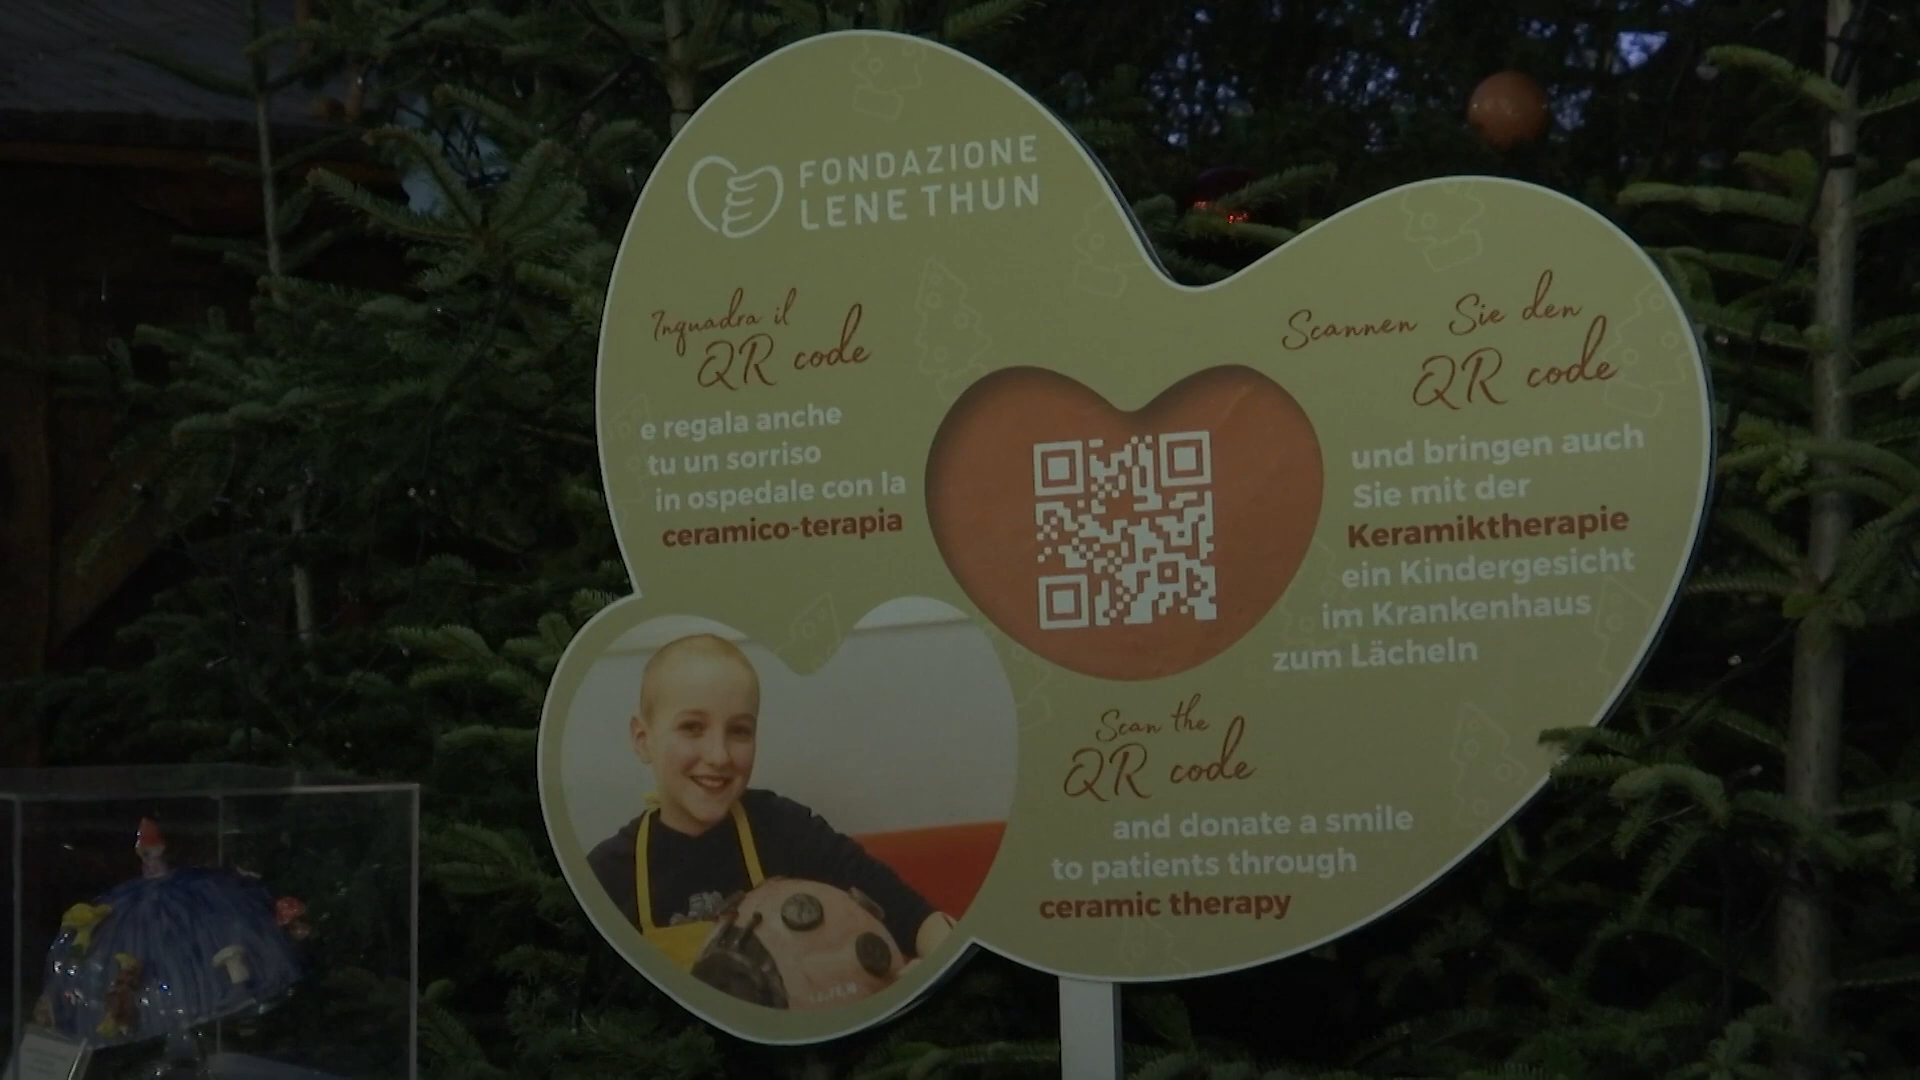 FONDAZIONE
LENE THUN
Inquadra il
QR code
e regala anche
tu un sorriso
in ospedale con la
ceramico-terapia
Scannen Sie den
QR code
und bringen auch
Sie mit der
Keramiktherapie
ein Kindergesicht
im Krankenhaus
zum Lächeln
Scan the
QR code
and donate a smile
to patients through
ceramic therapy